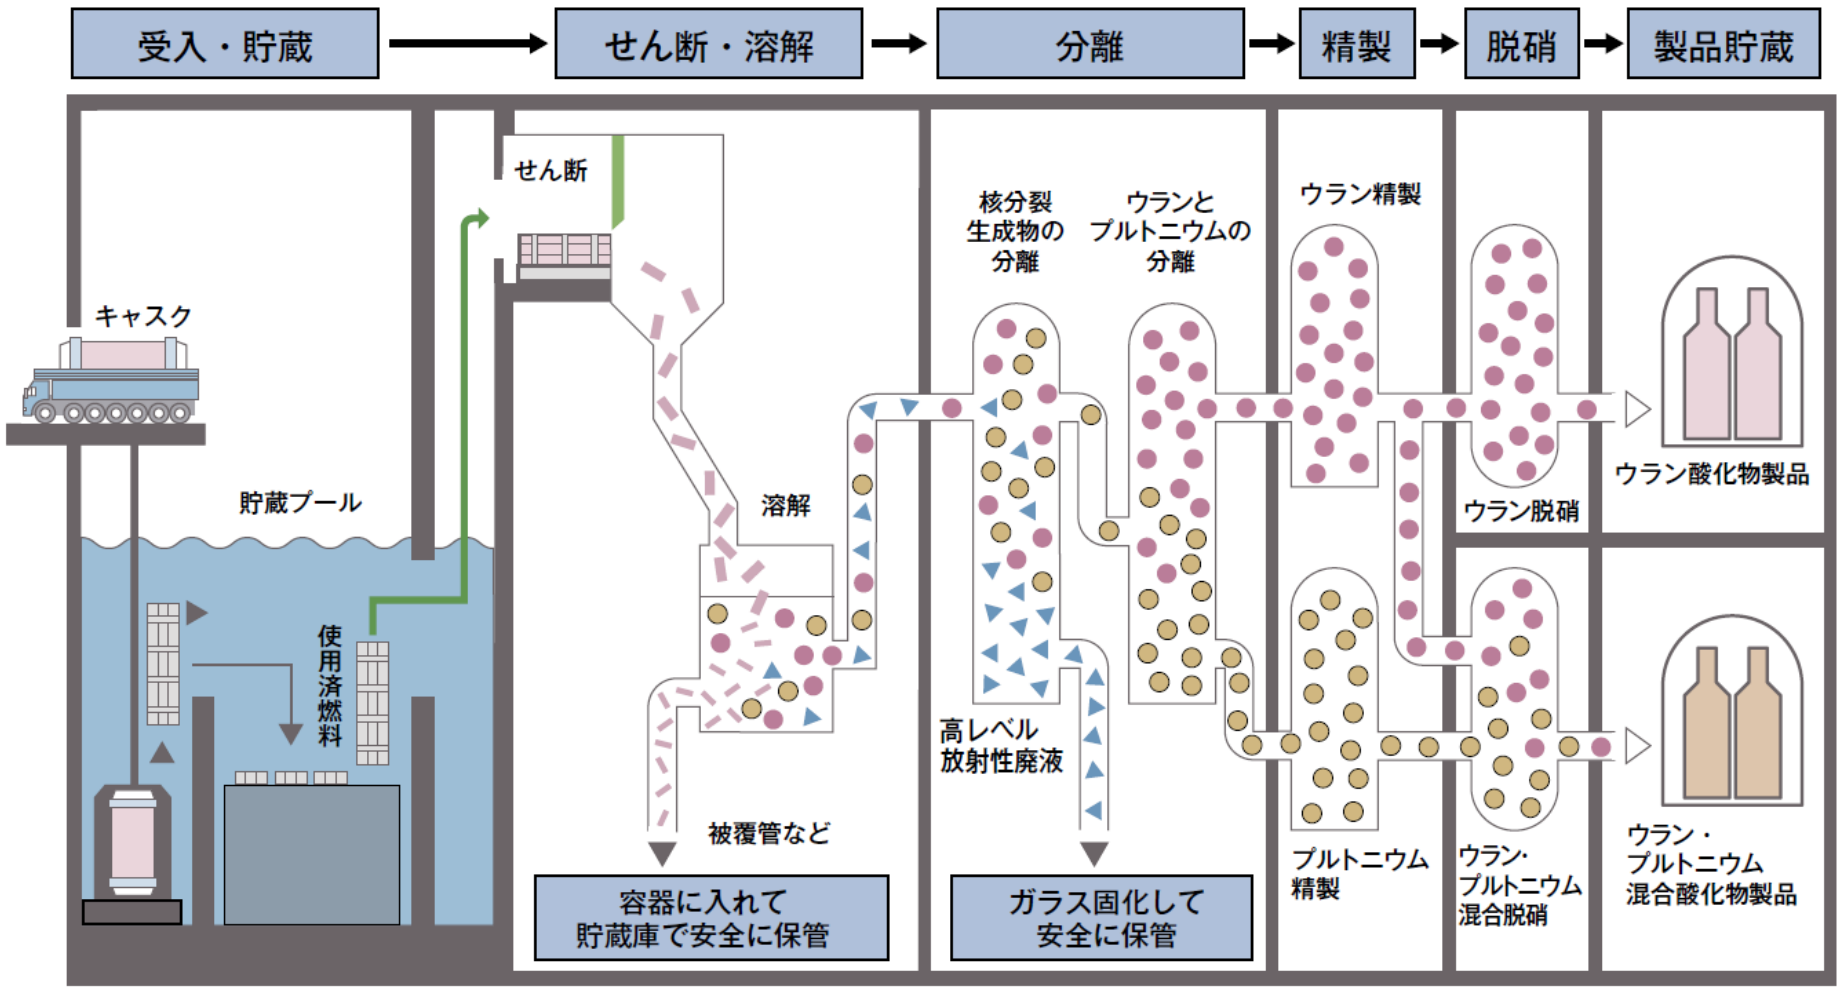 受入・貯蔵
せん断・溶解
分離
精製
脱硝
製品貯蔵
キャスク
貯蔵プール
使用済燃料
せん断
溶解
被覆管など
容器に入れて
貯蔵庫で安全に保管
核分裂
生成物の
分離
ウランと
プルトニウムの
分離
高レベル
放射性廃液
ガラス固化して
安全に保管
ウラン精製
プルトニウム
精製
ウラン脱硝
ウラン・
プルトニウム
混合脱硝
ウラン酸化物製品
ウラン・
プルトニウム
混合酸化物製品